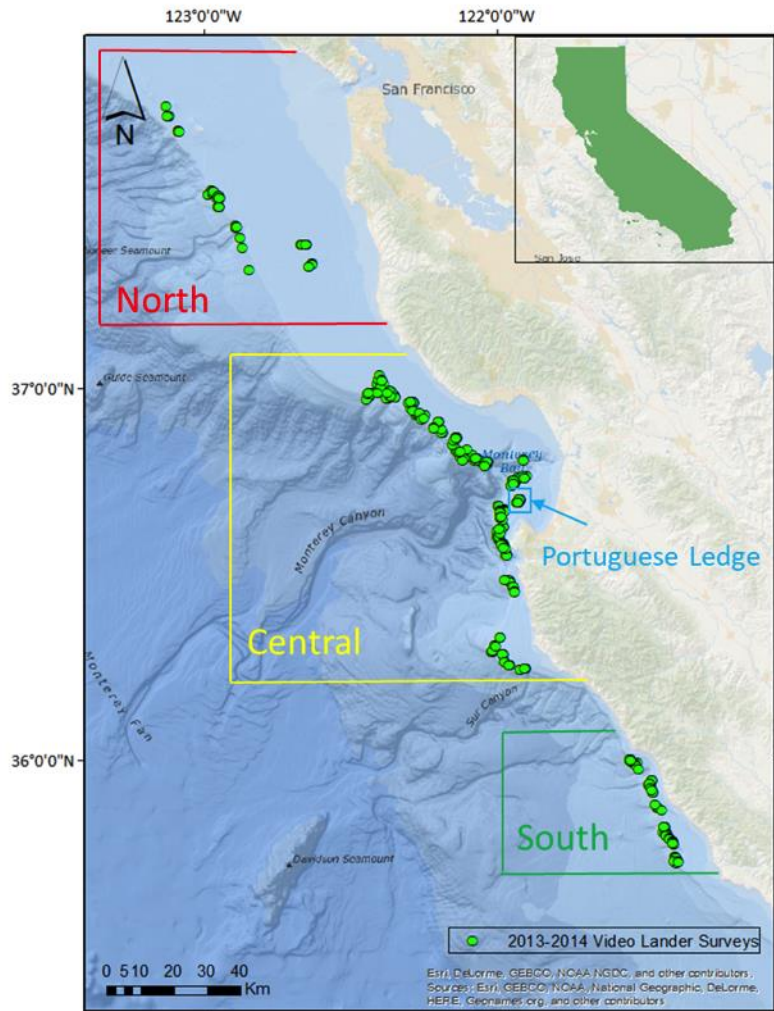 123°0'0"W 122°0'0"W
San Francisco
N
San Jose
Seamount
North
37°0'0"N
Guide Seamount
Monterey
Bay
Monterey Canyon
Portuguese Ledge
Central
Monterey Fan
Sur Canyon
36°0'0"N
South
Davidson Seamount
2013-2014 Video Lander Surveys
0 5 10 20 30 40
Km
Esri, DeLorme, GEBCO, NOAA NGDC, and other contributors,
Sources: Esri, GEBCO, NOAA, National Geographic, DeLorme,
HERE, Geonames.org, and other contributors